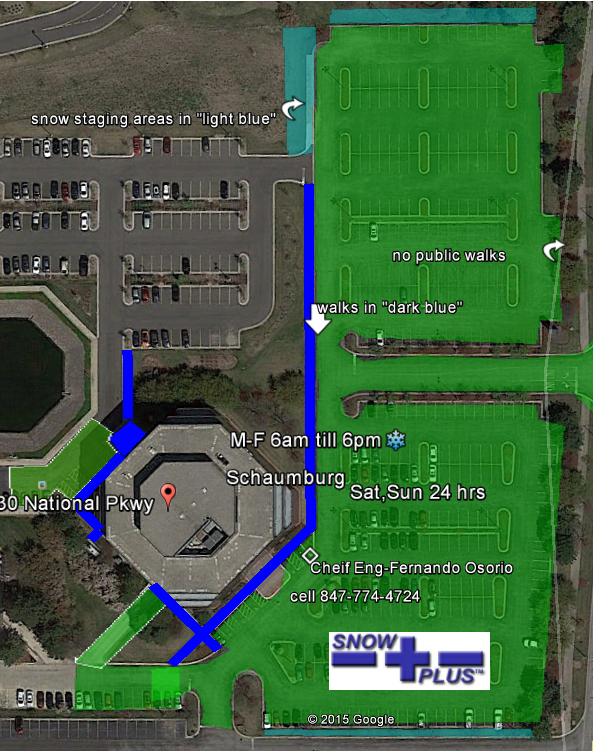 snow staging areas in "light blue"
no public walks
walks in "dark blue"
M-F 6am till 6pm
Schaumburg
Sat,Sun 24 hrs
30 National Pkwy
Cheif Eng-Fernando Osorio
cell 847-774-4724
SNOW
PLUS™
© 2015 Google